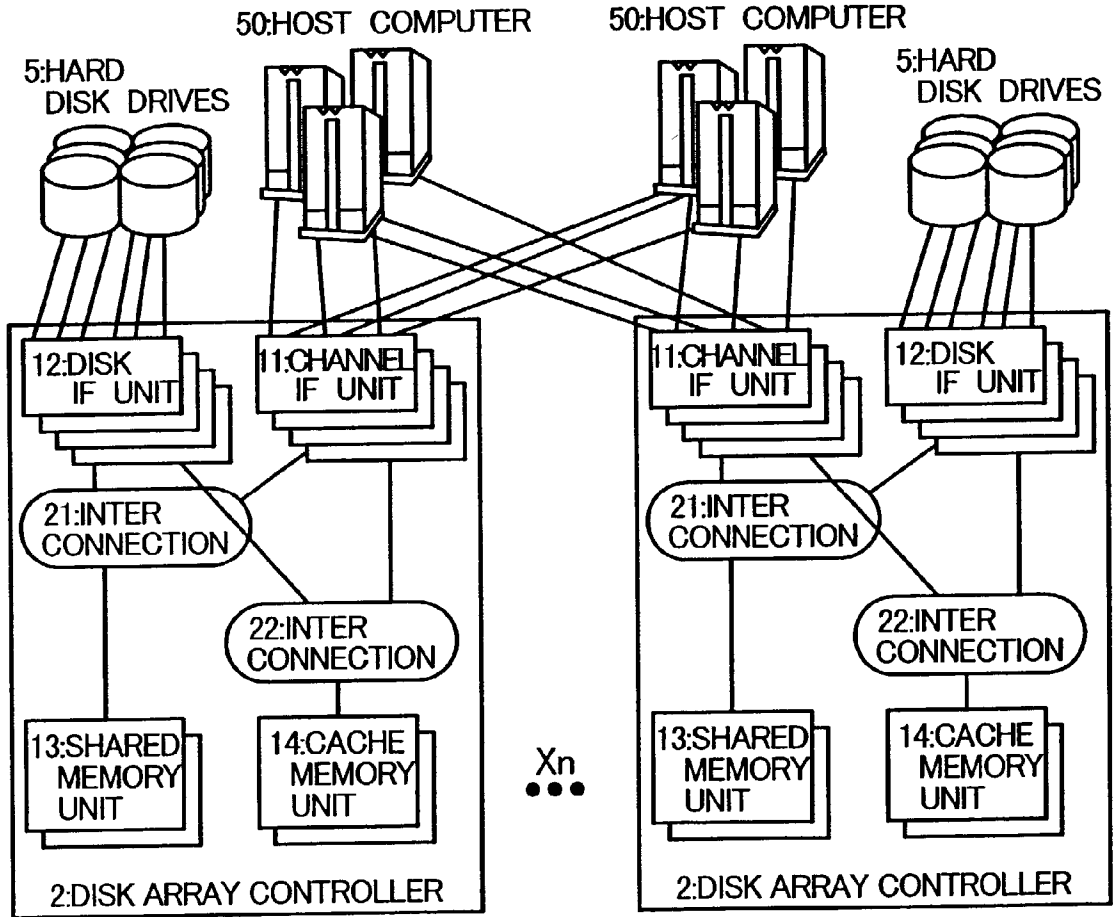 50:HOST COMPUTER
50:HOST COMPUTER
5:HARD
DISK DRIVES
5:HARD
DISK DRIVES
12:DISK
IF UNIT
11:CHANNEL
IF UNIT
11:CHANNEL
IF UNIT
12:DISK
IF UNIT
21:INTER
CONNECTION
21:INTER
CONNECTION
22:INTER
CONNECTION
22:INTER
CONNECTION
13:SHARED
MEMORY
UNIT
14:CACHE
MEMORY
UNIT
Xn
13:SHARED
MEMORY
UNIT
14:CACHE
MEMORY
UNIT
2:DISK ARRAY CONTROLLER
2:DISK ARRAY CONTROLLER